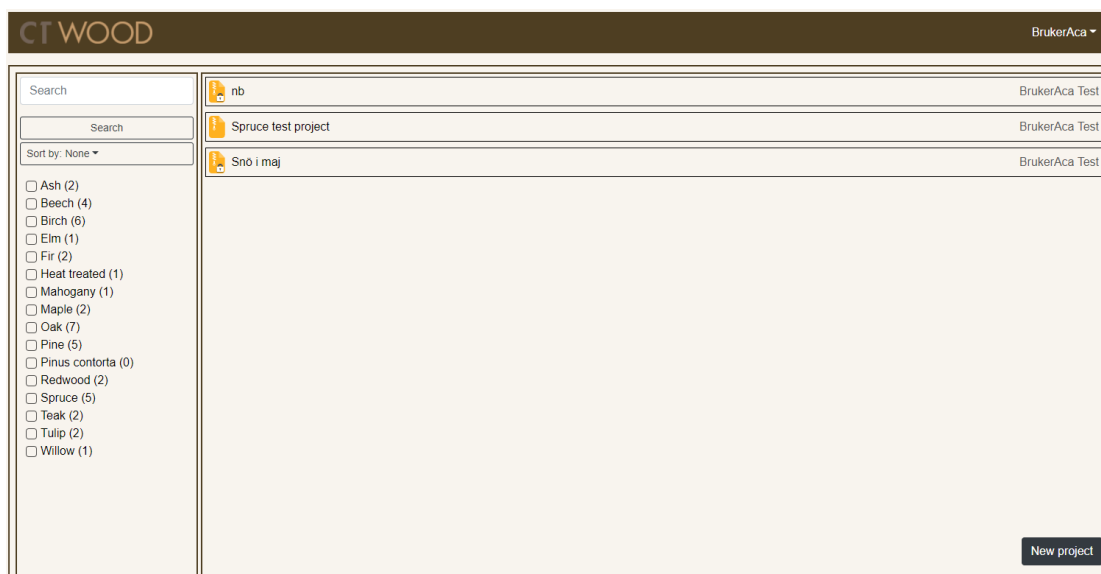 CT WOOD
BrukerAca
Search
Search
Sort by: None
Ash (2)
Beech (4)
Birch (6)
Elm (1)
Fir (2)
Heat treated (1)
Mahogany (1)
Maple (2)
Oak (7)
Pine (5)
Pinus contorta (0)
Redwood (2)
Spruce (5)
Teak (2)
Tulip (2)
Willow (1)
nb BrukerAca Test
Spruce test project BrukerAca Test
Snö i maj BrukerAca Test
New project